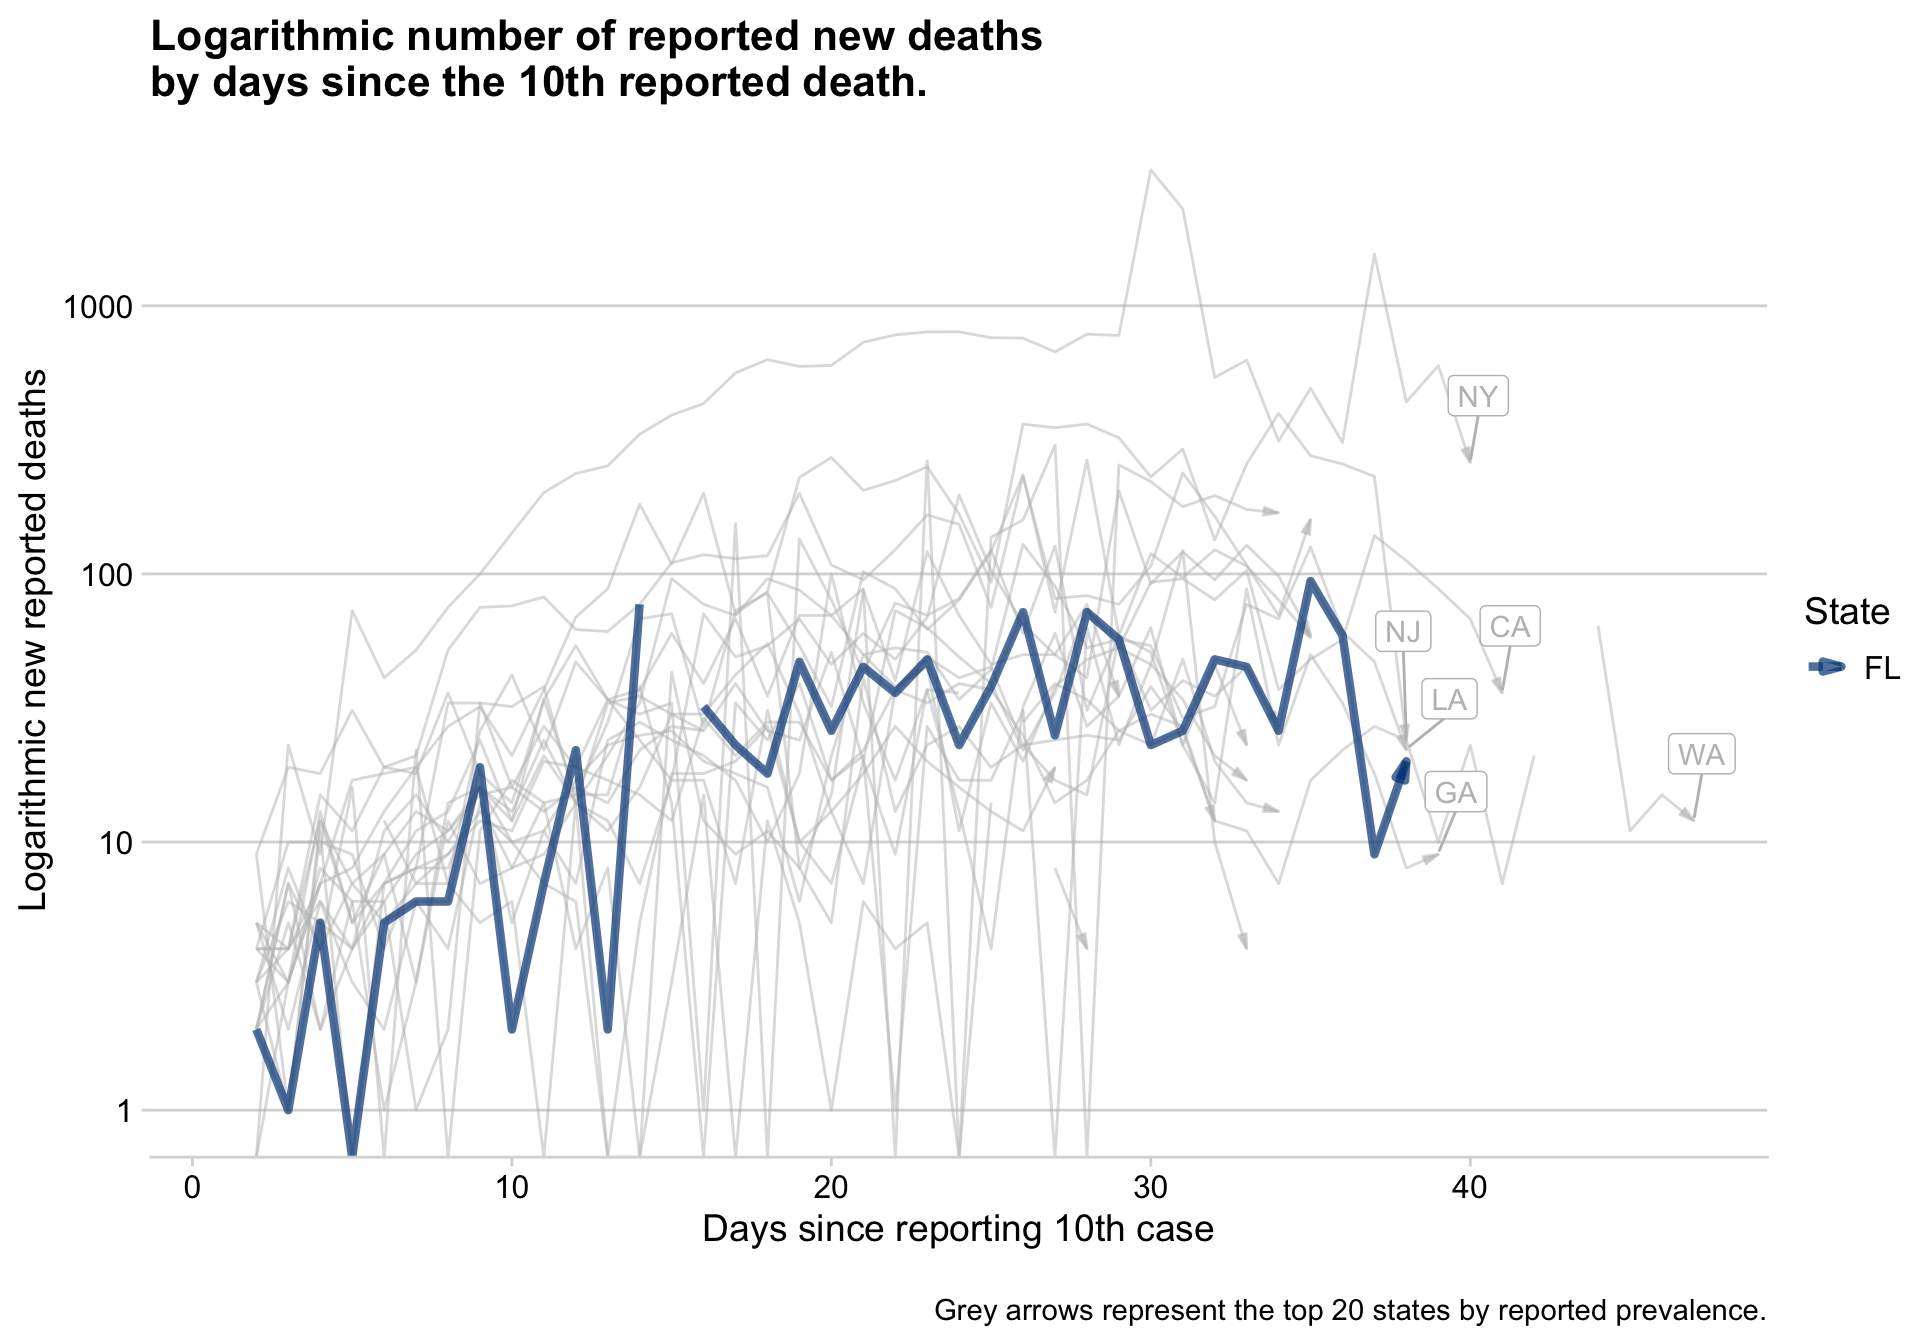 Logarithmic number of reported new deaths
by days since the 10th reported death.
Logarithmic new reported deaths
1000
100
10
1
NY
NJ
CA
LA
WA
GA
State
FL
0 10 20 30 40
Days since reporting 10th case
Grey arrows represent the top 20 states by reported prevalence.